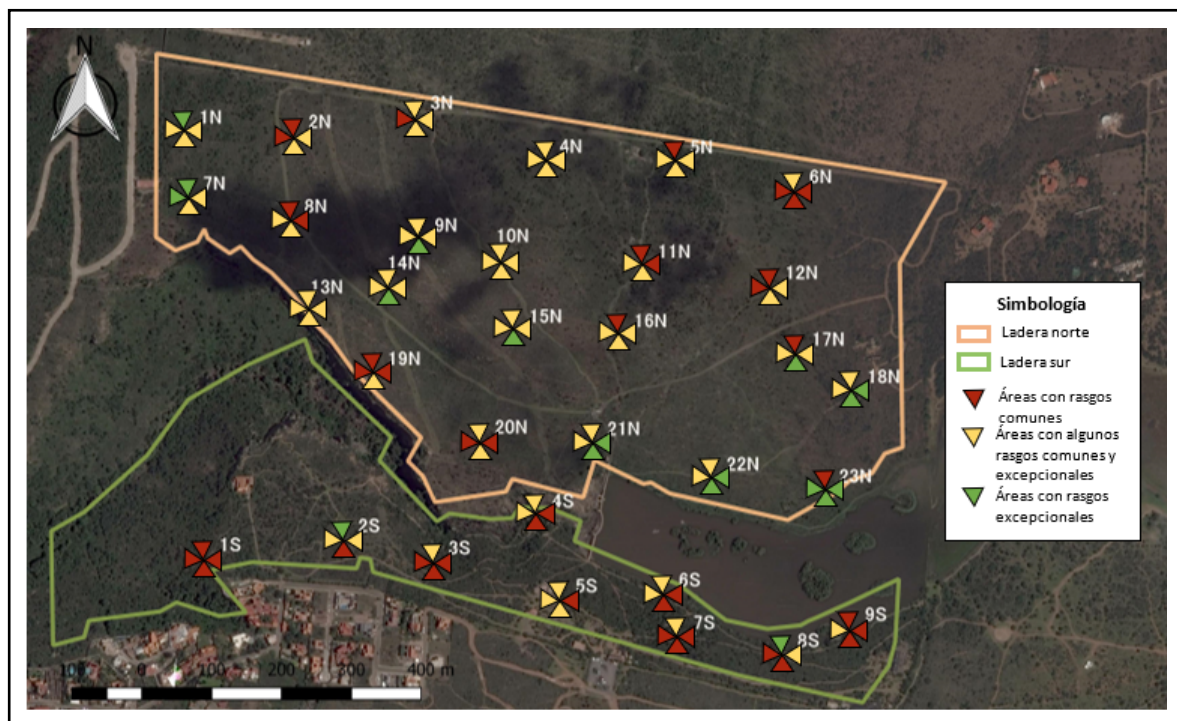 N
1N
2N
3N
4N
5N
6N
7N
8N
9N
10N
11N
12N
13N
14N
15N
16N
17N
18N
19N
20N
21N
22N
23N
1S
2S
3S
4S
5S
6S
7S
8S
9S
Simbología
Ladera norte
Ladera sur
Áreas con rasgos
comunes
Áreas con algunos
rasgos comunes y
excepcionales
Áreas con rasgos
excepcionales
100 0 100 200 300 400 m